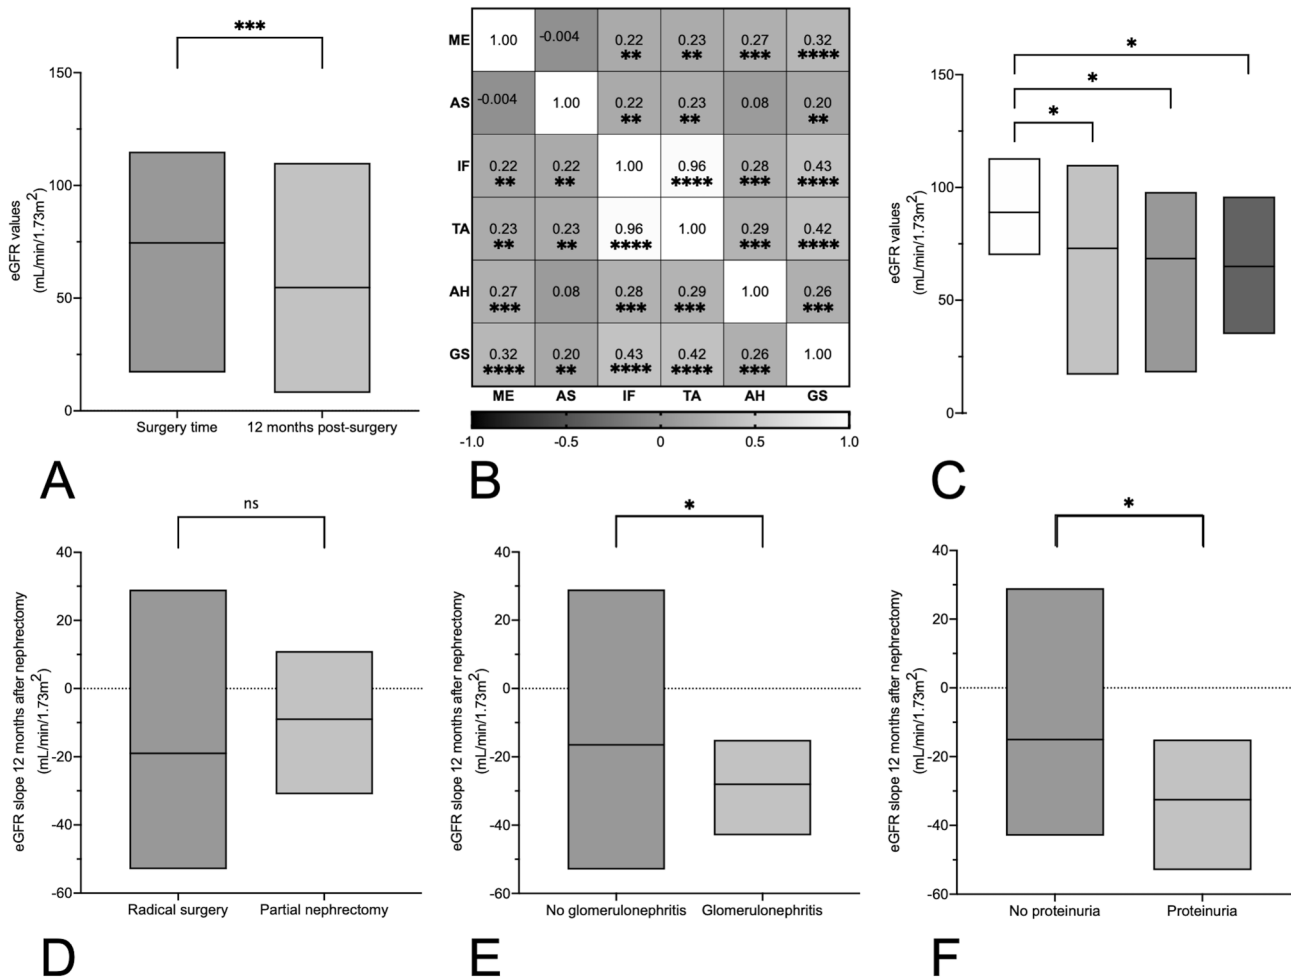 ***
150
100
50
0
eGFR values
(mL/min/1.73m2)
Surgery time
12 months post-surgery
A
ME 1.00 -0.004 0.22 0.23 0.27 0.32
** ** *** ****
AS -0.004 1.00 0.22 0.23 0.08 0.20
** ** **
IF 0.22 0.22 1.00 0.96 0.28 0.43
** ** **** *** ****
TA 0.23 0.23 0.96 1.00 0.29 0.42
** ** **** *** ****
AH 0.27 0.08 0.28 0.29 1.00 0.26
*** *** *** ***
GS 0.32 0.20 0.43 0.42 0.26 1.00
**** ** **** **** ***
ME AS IF TA AH GS
-1.0 -0.5 0 0.5 1.0
B
*
*
*
150
100
50
0
eGFR values
(mL/min/1.73m2)
C
ns
40
20
0
-20
-40
-60
eGFR slope 12 months after nephrectomy
(mL/min/1.73m2)
Radical surgery
Partial nephrectomy
D
*
40
20
0
-20
-40
-60
eGFR slope 12 months after nephrectomy
(mL/min/1.73m2)
No glomerulonephritis
Glomerulonephritis
E
*
40
20
0
-20
-40
-60
eGFR slope 12 months after nephrectomy
(mL/min/1.73m2)
No proteinuria
Proteinuria
F